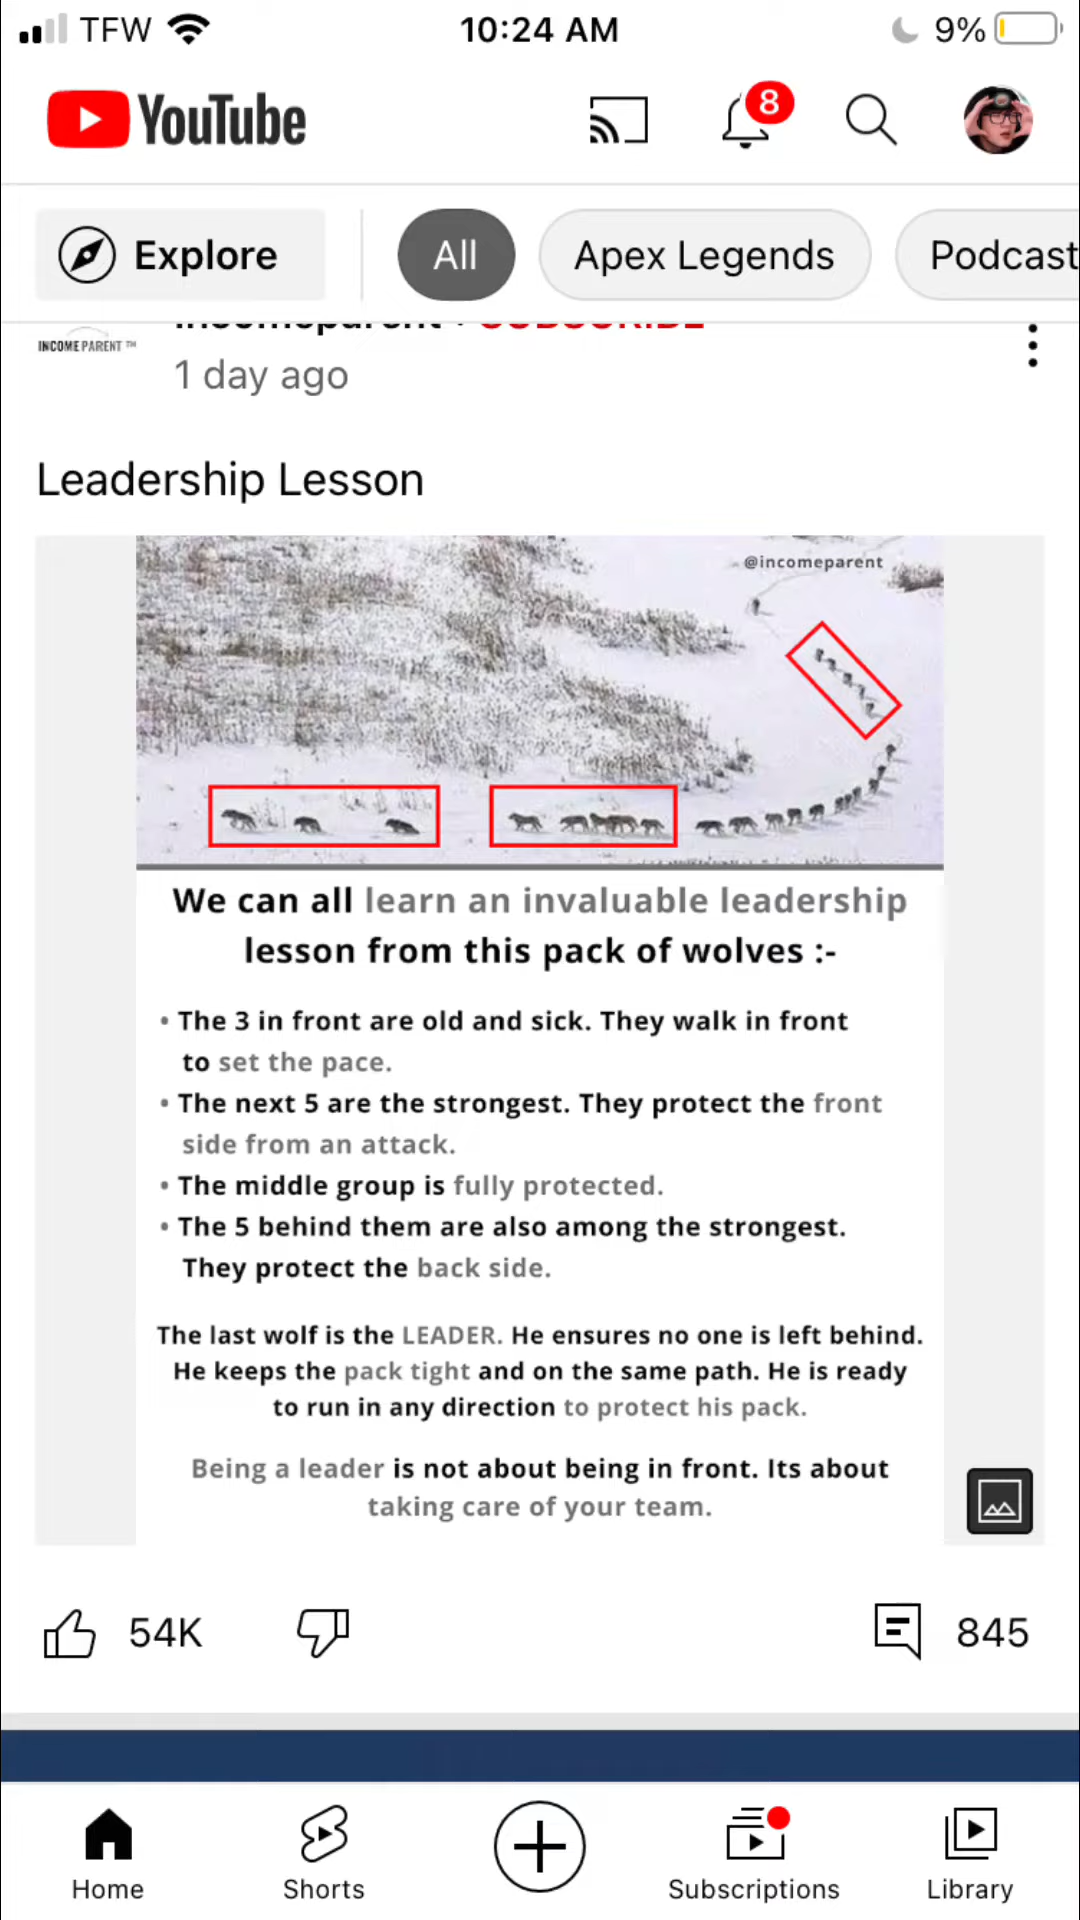 TFW
10:24 AM
9%
YouTube
8
Explore
All
Apex Legends
Podcast
incomeparent • SUBSCRIBE
INCOME PARENT ™
1 day ago
Leadership Lesson
@incomeparent
We can all learn an invaluable leadership
lesson from this pack of wolves :-
• The 3 in front are old and sick. They walk in front
to set the pace.
• The next 5 are the strongest. They protect the front
side from an attack.
• The middle group is fully protected.
• The 5 behind them are also among the strongest.
They protect the back side.
The last wolf is the LEADER. He ensures no one is left behind.
He keeps the pack tight and on the same path. He is ready
to run in any direction to protect his pack.
Being a leader is not about being in front. Its about
taking care of your team.
54K
845
Home
Shorts
Subscriptions
Library